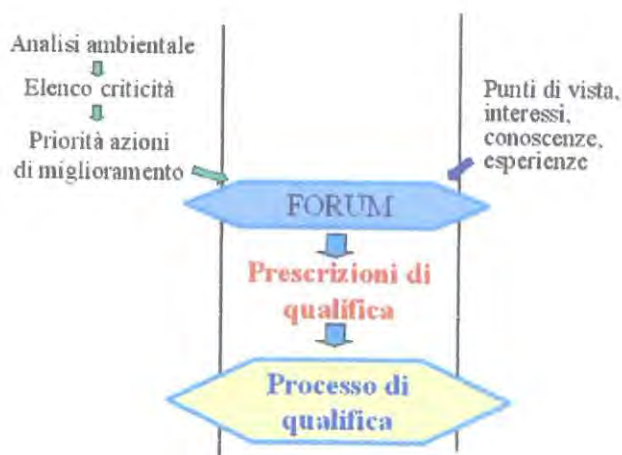 Analisi ambientale
Elenco criticità
Priorità azioni
di miglioramento
Punti di vista,
interessi,
conoscenze,
esperienze
FORUM
Prescrizioni di
qualifica
Processo di
qualifica